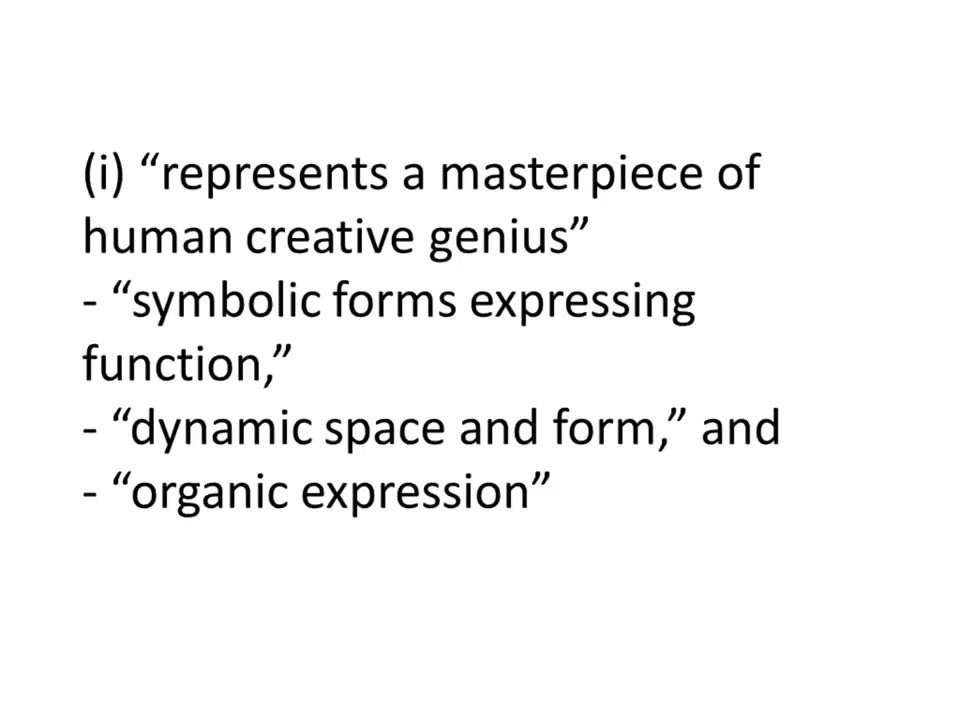 (i) “represents a masterpiece of
human creative genius”
- “symbolic forms expressing
function,”
- “dynamic space and form,” and
- “organic expression”